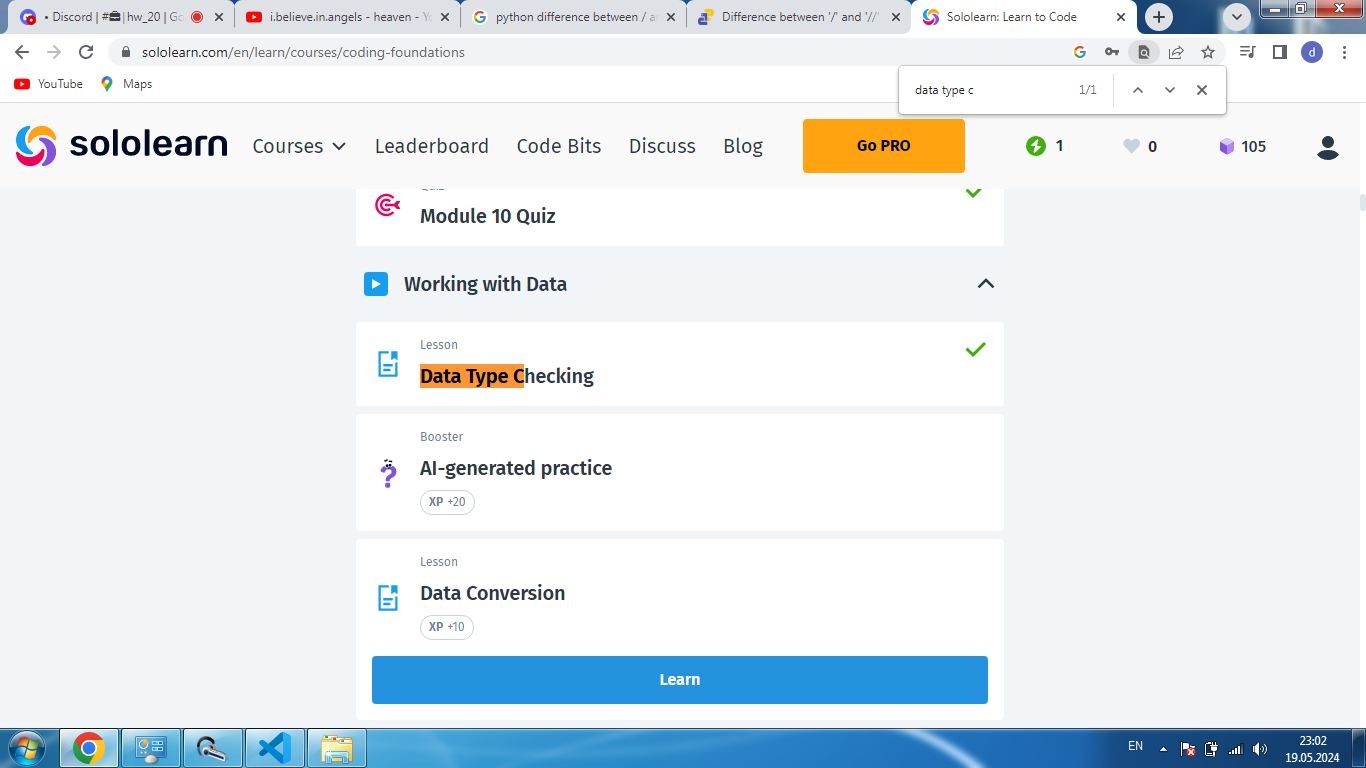 • Discord | #💼 | hw_20 | Go
i.believe.in.angels - heaven - Yo
python difference between / a
Difference between '/' and '//'
Sololearn: Learn to Code
sololearn.com/en/learn/courses/coding-foundations
d
YouTube
Maps
data type c
1/1
sololearn
Courses
Leaderboard
Code Bits
Discuss
Blog
Go PRO
1
0
105
Quiz
Module 10 Quiz
Working with Data
Lesson
Data Type Checking
Booster
AI-generated practice
XP +20
Lesson
Data Conversion
XP +10
Learn
EN
23:02
19.05.2024